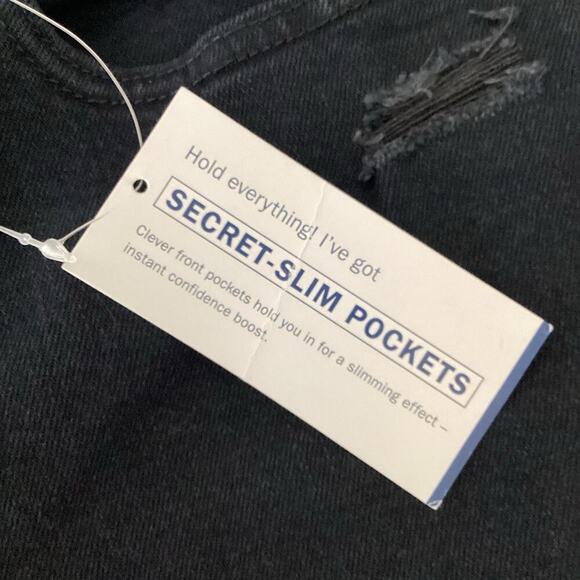 Hold everything! I've got
SECRET-SLIM POCKETS
Clever front pockets hold you in for a slimming effect –
instant confidence boost.